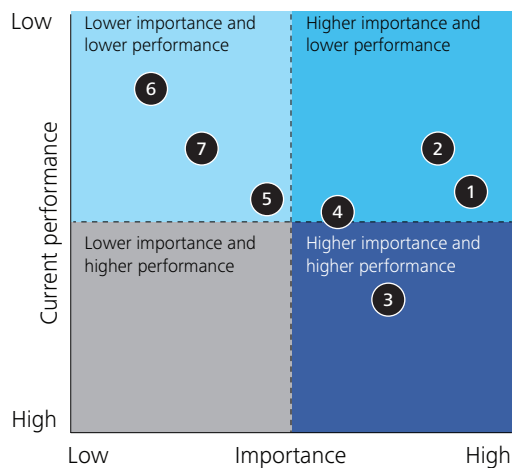 Low
Lower importance and
lower performance
Higher importance and
lower performance
6
7
2
5
1
4
Current performance
Lower importance and
higher performance
Higher importance and
higher performance
3
High
Low
Importance
High